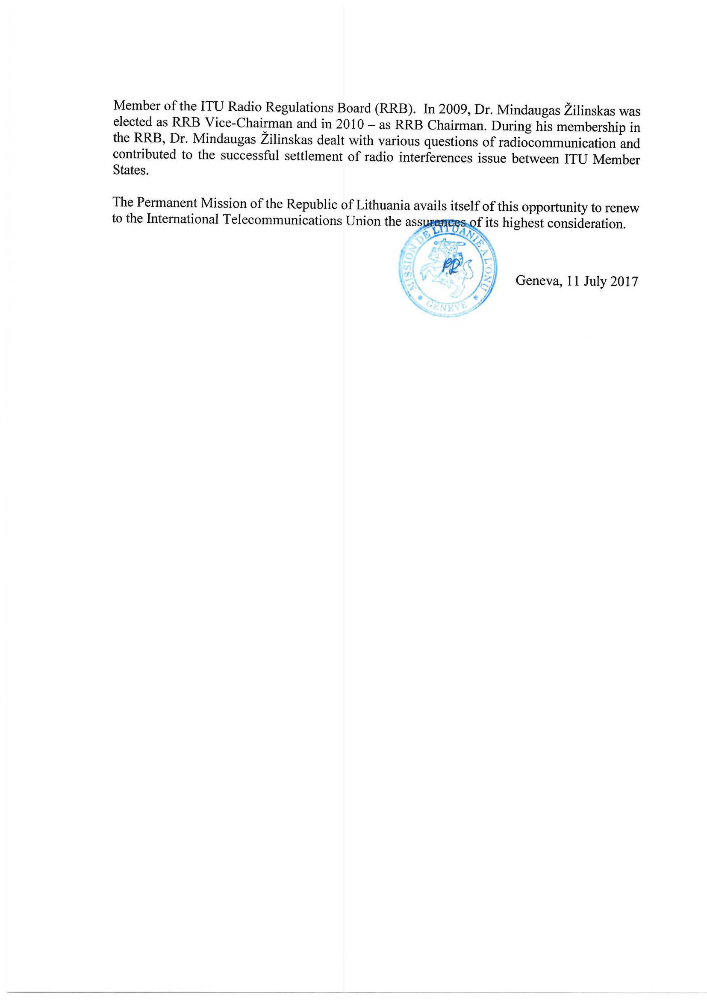 Member of the ITU Radio Regulations Board (RRB). In 2009, Dr. Mindaugas Žilinskas was
elected as RRB Vice-Chairman and in 2010 – as RRB Chairman. During his membership in
the RRB, Dr. Mindaugas Žilinskas dealt with various questions of radiocommunication and
contributed to the successful settlement of radio interferences issue between ITU Member
States.
The Permanent Mission of the Republic of Lithuania avails itself of this opportunity to renew
to the International Telecommunications Union the assurances of its highest consideration.
MISSION DE LITUANIE A L'ONU
GENEVE
Geneva, 11 July 2017